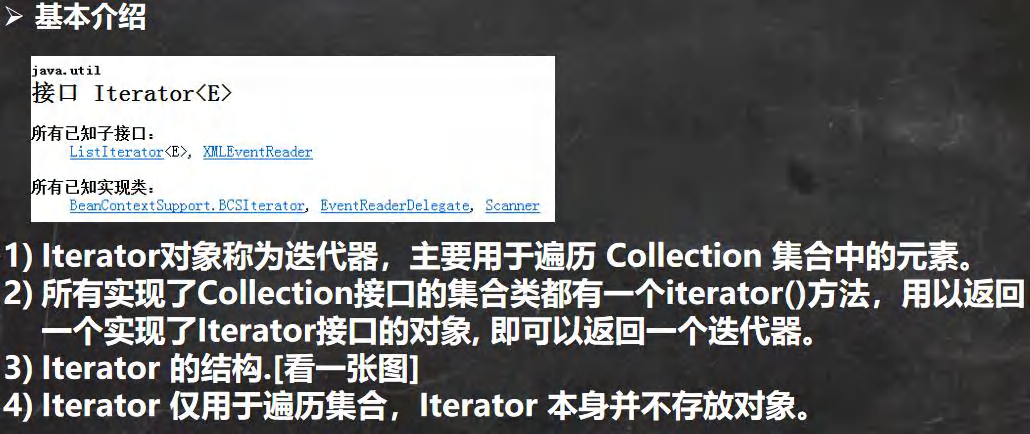 ➢ 基本介绍
java.util
接口 Iterator<E>
所有已知子接口：
ListIterator<E>, XMLEventReader
所有已知实现类：
BeanContextSupport.BCSIterator, EventReaderDelegate, Scanner
1) Iterator对象称为迭代器，主要用于遍历 Collection 集合中的元素。
2) 所有实现了Collection接口的集合类都有一个iterator()方法，用以返回
一个实现了Iterator接口的对象, 即可以返回一个迭代器。
3) Iterator 的结构.[看一张图]
4) Iterator 仅用于遍历集合，Iterator 本身并不存放对象。